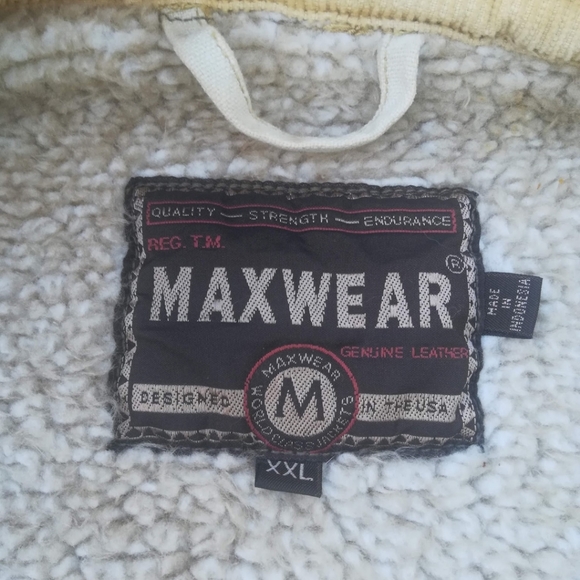 QUALITY — STRENGTH — ENDURANCE
REG. T.M.
MAXWEAR®
MADE IN INDONESIA
GENUINE LEATHER
MAXWEAR
DESIGNED M IN THE USA
WORLD CLASS JACKETS
XXL